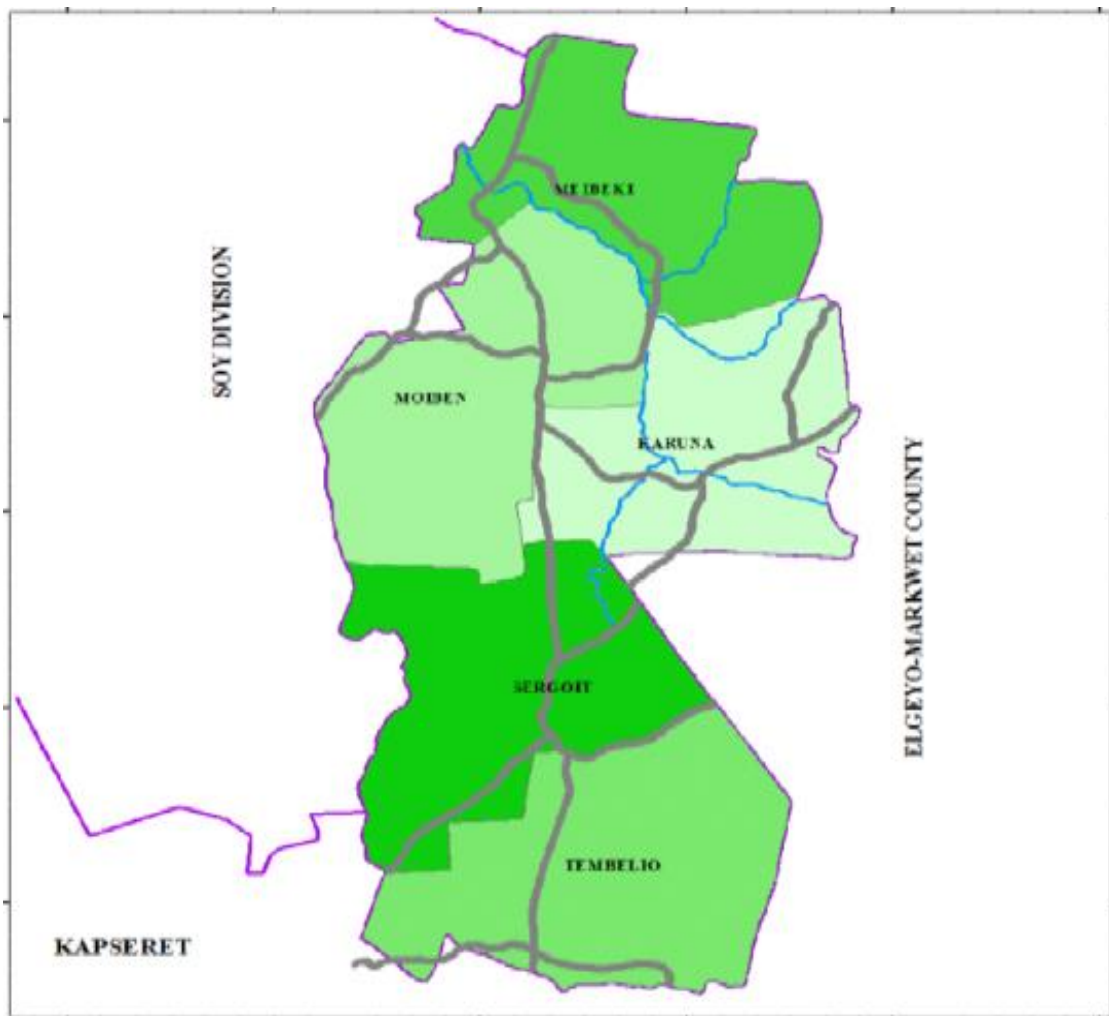 MEIBEKI
SOY DIVISION
MOIBEN
KARUNA
ELGEYO-MARKWET COUNTY
SERGOIT
TEMBELIO
KAPSERET